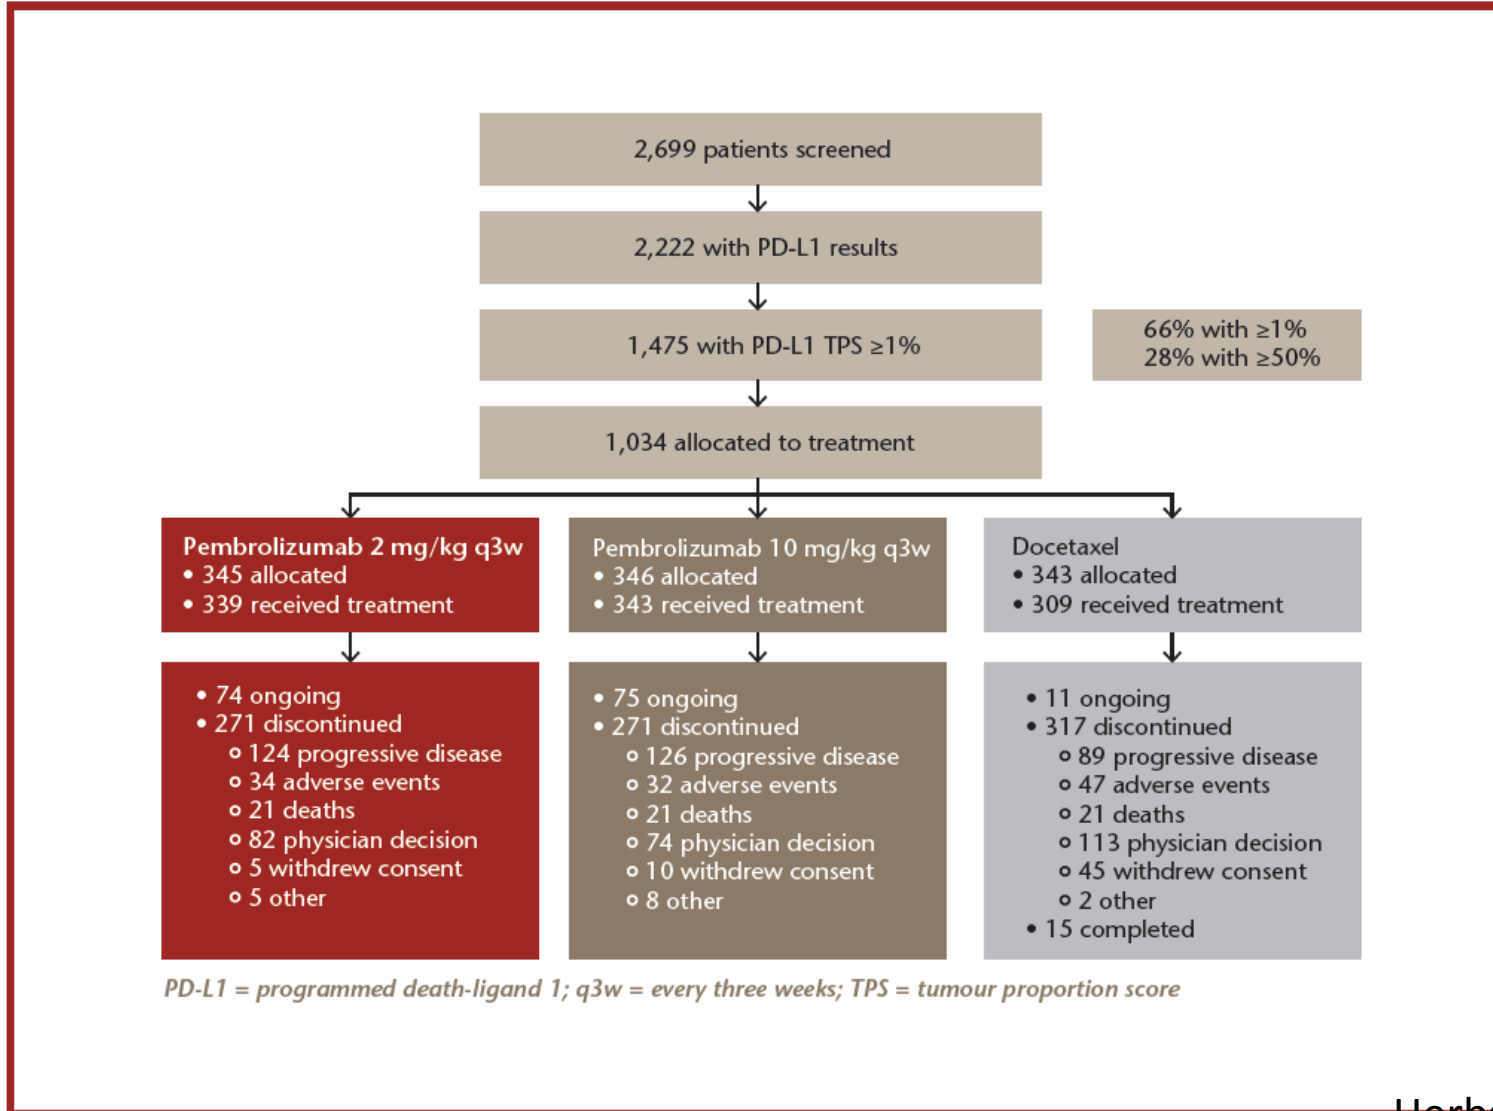 2,699 patients screened
2,222 with PD-L1 results
1,475 with PD-L1 TPS ≥1%
66% with ≥1%
28% with ≥50%
1,034 allocated to treatment
Pembrolizumab 2 mg/kg q3w
• 345 allocated
• 339 received treatment
Pembrolizumab 10 mg/kg q3w
• 346 allocated
• 343 received treatment
Docetaxel
• 343 allocated
• 309 received treatment
• 74 ongoing
• 271 discontinued
o 124 progressive disease
o 34 adverse events
o 21 deaths
o 82 physician decision
o 5 withdrew consent
o 5 other
• 75 ongoing
• 271 discontinued
o 126 progressive disease
o 32 adverse events
o 21 deaths
o 74 physician decision
o 10 withdrew consent
o 8 other
• 11 ongoing
• 317 discontinued
o 89 progressive disease
o 47 adverse events
o 21 deaths
o 113 physician decision
o 45 withdrew consent
o 2 other
• 15 completed
PD-L1 = programmed death-ligand 1; q3w = every three weeks; TPS = tumour proportion score